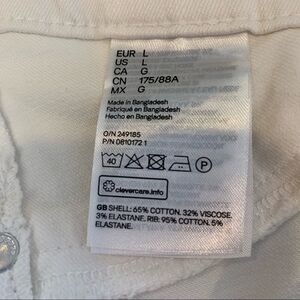 EUR L
US L
CA G
CN 175/88A
MX G
Made in Bangladesh
Fabriqué en Bangladesh
Hecho en Bangladesh
O/N 249185
P/N 0810172 1
40 P
clevercare.info
GB SHELL: 65% COTTON. 32% VISCOSE.
3% ELASTANE. RIB: 95% COTTON. 5%
ELASTANE.